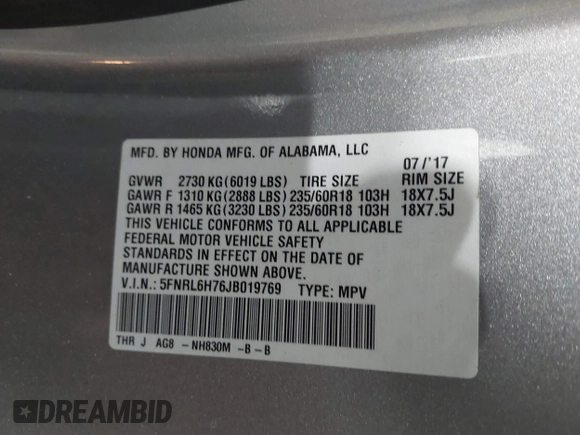 MFD. BY HONDA MFG. OF ALABAMA, LLC 07/'17
GVWR 2730 KG (6019 LBS) TIRE SIZE RIM SIZE
GAWR F 1310 KG (2888 LBS) 235/60R18 103H 18X7.5J
GAWR R 1465 KG (3230 LBS) 235/60R18 103H 18X7.5J
THIS VEHICLE CONFORMS TO ALL APPLICABLE
FEDERAL MOTOR VEHICLE SAFETY
STANDARDS IN EFFECT ON THE DATE OF
MANUFACTURE SHOWN ABOVE.
V.I.N.: 5FNRL6H76JB019769 TYPE: MPV
THR J AG8 - NH830M - B - B
DREAMBID